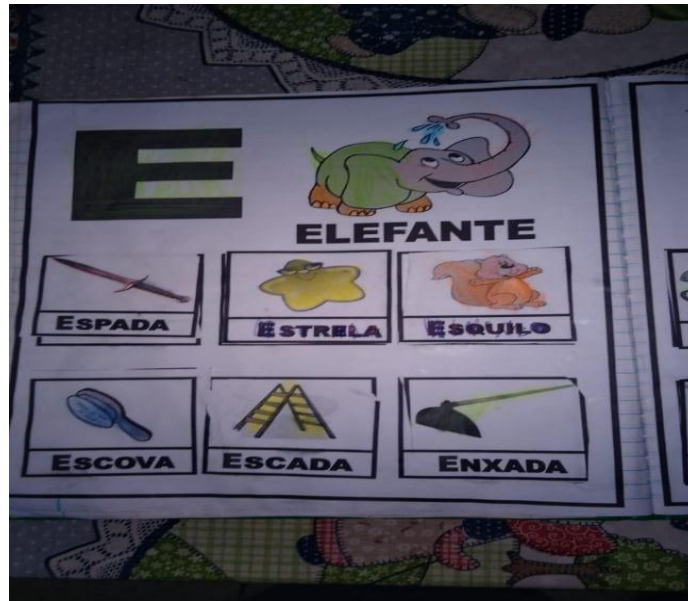 E
ELEFANTE
ESPADA
ESTRELA
ESQUILO
ESCOVA
ESCADA
ENXADA